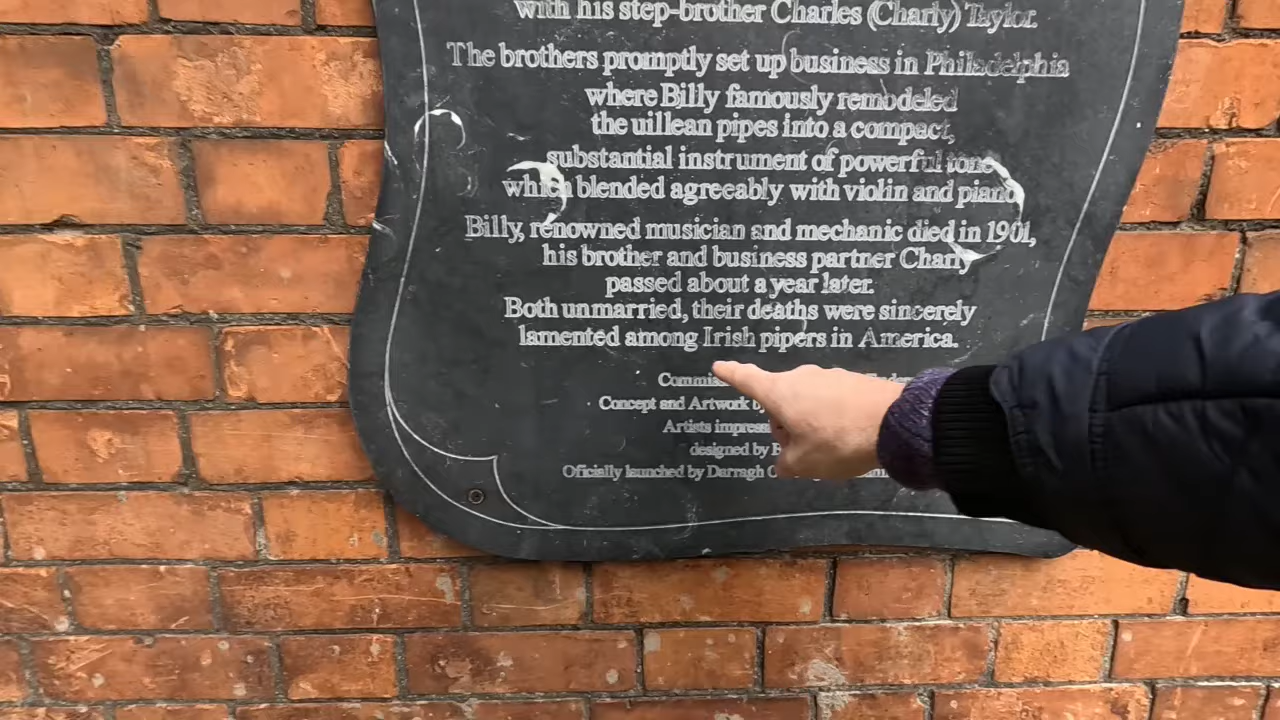 with his step-brother Charles (Charly) Taylor.
The brothers promptly set up business in Philadelphia
where Billy famously remodeled
the uillean pipes into a compact,
substantial instrument of powerful tone
which blended agreeably with violin and piano.
Billy, renowned musician and mechanic died in 1901,
his brother and business partner Charly
passed about a year later.
Both unmarried, their deaths were sincerely
lamented among Irish pipers in America.
Concept and Artwork by
Artists
designed by
Officially launched by Darragh